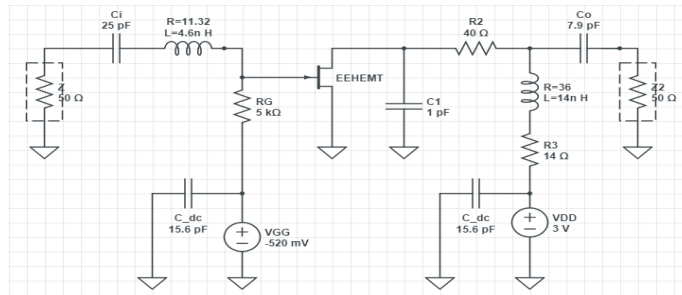 Ci
25 pF
R=11.32
L=4.6n H
R2
40 Ω
Co
7.9 pF
Z
50 Ω
EEHEMT
RG
5 kΩ
C1
1 pF
R=36
L=14n H
Z2
50 Ω
R3
14 Ω
C_dc
15.6 pF
VGG
-520 mV
C_dc
15.6 pF
VDD
3 V